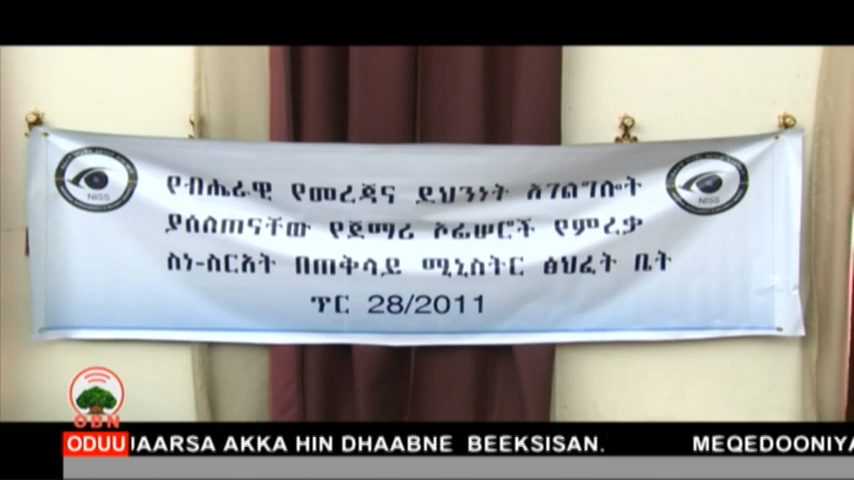 የብሔራዊ የመረጃና ደህንነት አገልግሎት
ያሰለጠናቸው የጀማሪ ኦፊሠሮች የምረቃ
ስነ-ስርአት በጠቅላይ ሚኒስትር ፅህፈት ቤት
ጥር 28/2011
NISS
NISS
OBN
ODUU IAARSA AKKA HIN DHAABNE BEEKSISAN. MEQEDOONIYA